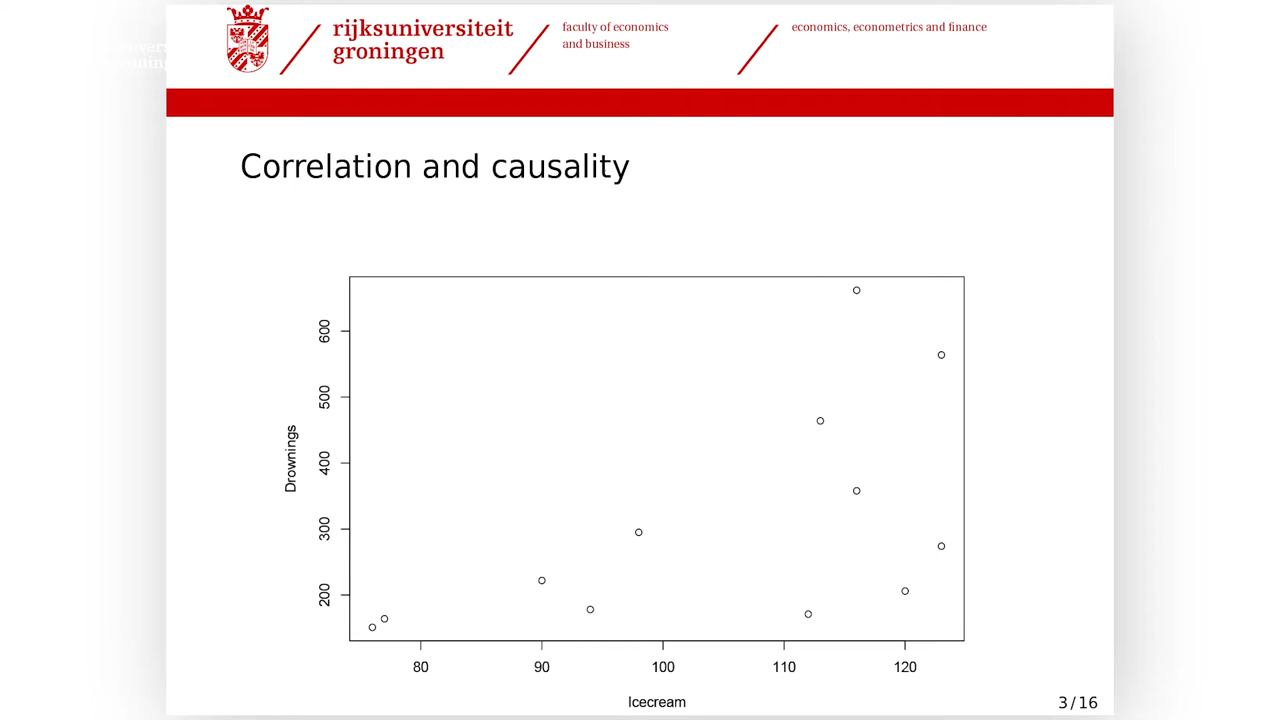 rijksuniversiteit
groningen
faculty of economics
and business
economics, econometrics and finance
Correlation and causality
600
500
400
300
200
Drownings
80 90 100 110 120
Icecream
3/16